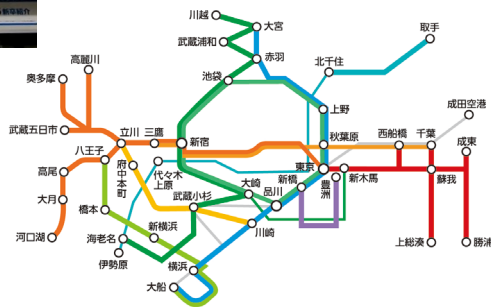 川越
大宮
武蔵浦和
赤羽
取手
北千住
高麗川
池袋
奥多摩
上野
成田空港
武蔵五日市
立川
三鷹
新宿
秋葉原
西船橋
千葉
成東
八王子
府中本町
代々木
上原
東京
新木場
蘇我
高尾
新橋
豊洲
大崎
品川
大月
橋本
武蔵小杉
河口湖
海老名
新横浜
川崎
上総湊
勝浦
伊勢原
横浜
大船